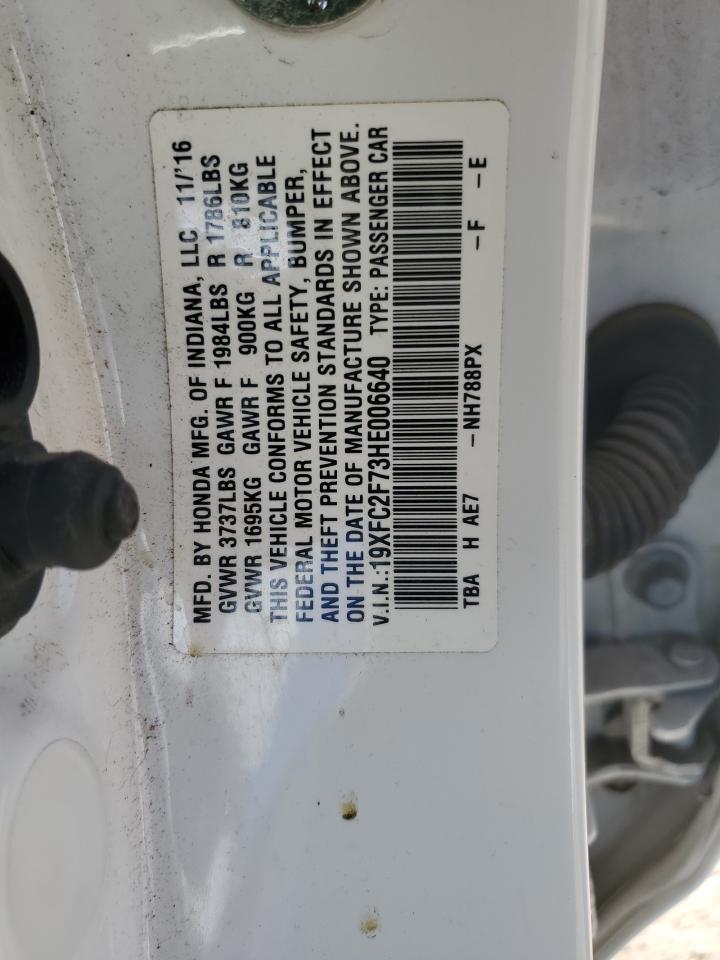 MFD. BY HONDA MFG. OF INDIANA, LLC 11/'16
GVWR 3737LBS GAWR F 1984LBS R 1786LBS
GVWR 1695KG GAWR F 900KG R 810KG
THIS VEHICLE CONFORMS TO ALL APPLICABLE
FEDERAL MOTOR VEHICLE SAFETY, BUMPER,
AND THEFT PREVENTION STANDARDS IN EFFECT
ON THE DATE OF MANUFACTURE SHOWN ABOVE.
V.I.N.:19XFC2F73HE006640 TYPE: PASSENGER CAR
TBA H AE7 -NH788PX -F -E